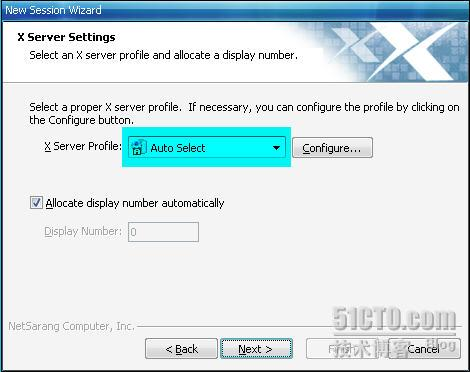 New Session Wizard
X Server Settings
Select an X server profile and allocate a display number.
Select a proper X server profile. If necessary, you can configure the profile by clicking on
the Configure button.
X Server Profile: Auto Select Configure...
Allocate display number automatically
Display Number: 0
NetSarang Computer, Inc.
51CTO.com
技术博客 Blog
< Back Next > Finish Cancel